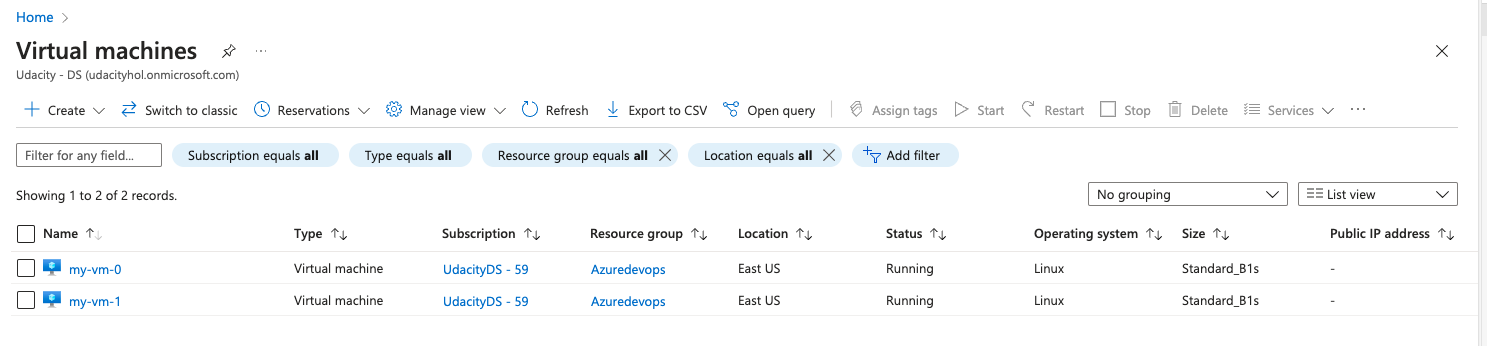 Home
Virtual machines
Udacity - DS (udacityhol.onmicrosoft.com)
Create Switch to classic Reservations Manage view Refresh Export to CSV Open query Assign tags Start Restart Stop Delete Services
Filter for any field... Subscription equals all Type equals all Resource group equals all Location equals all Add filter
Showing 1 to 2 of 2 records. No grouping List view
Name Type Subscription Resource group Location Status Operating system Size Public IP address
my-vm-0 Virtual machine UdacityDS - 59 Azuredevops East US Running Linux Standard_B1s -
my-vm-1 Virtual machine UdacityDS - 59 Azuredevops East US Running Linux Standard_B1s -